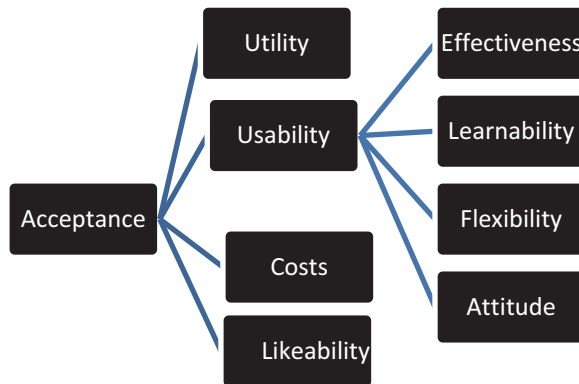 Utility
Effectiveness
Usability
Learnability
Acceptance
Flexibility
Costs
Attitude
Likeability